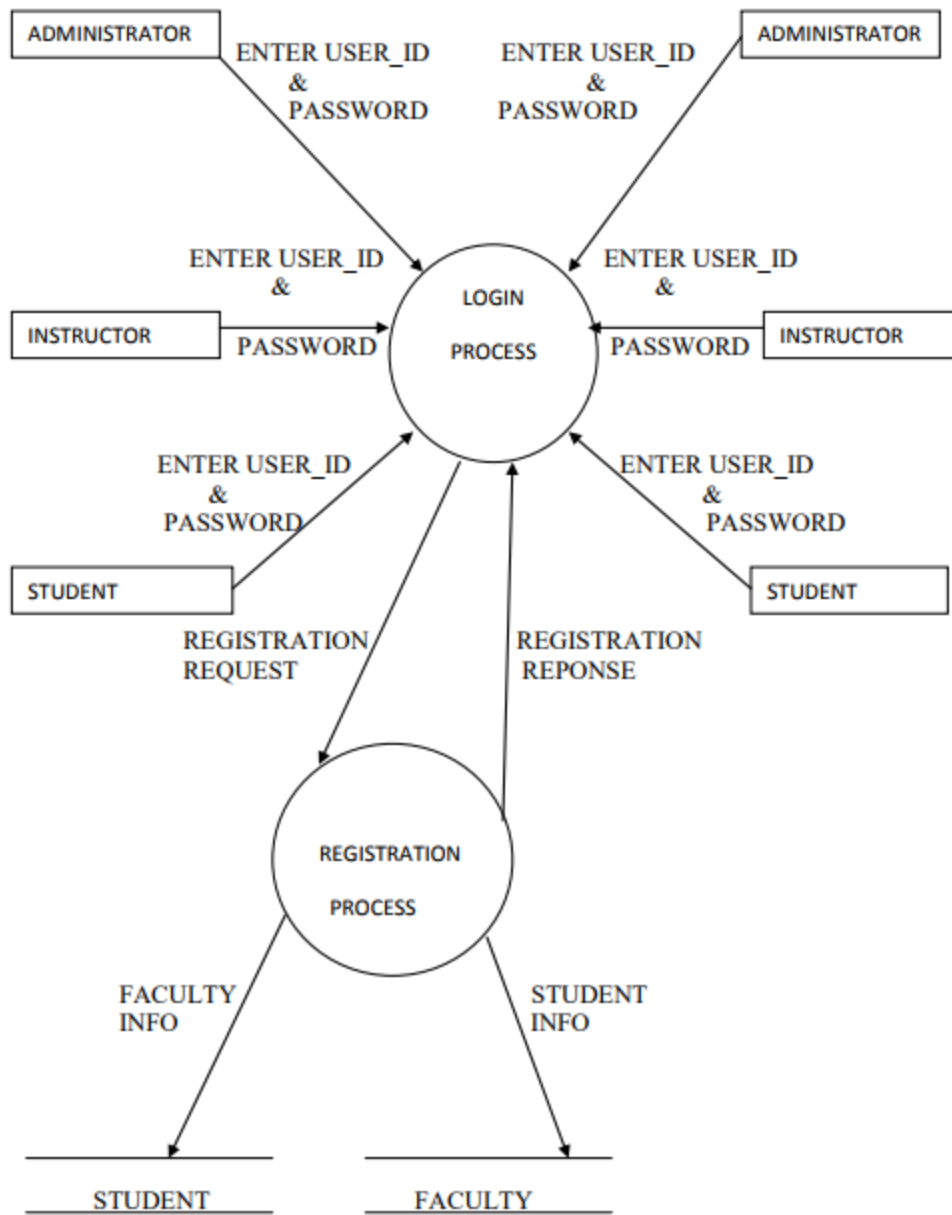 ADMINISTRATOR
ENTER USER_ID
&
PASSWORD
ENTER USER_ID
&
PASSWORD
ADMINISTRATOR
ENTER USER_ID
&
PASSWORD
INSTRUCTOR
LOGIN
PROCESS
ENTER USER_ID
&
PASSWORD
INSTRUCTOR
ENTER USER_ID
&
PASSWORD
STUDENT
ENTER USER_ID
&
PASSWORD
STUDENT
REGISTRATION
REQUEST
REGISTRATION
REPONSE
REGISTRATION
PROCESS
FACULTY
INFO
STUDENT
INFO
STUDENT
FACULTY